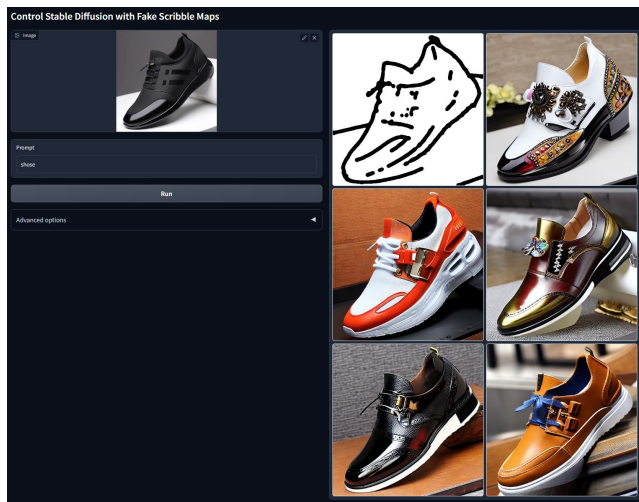 Control Stable Diffusion with Fake Scribble Maps
Image
Prompt
shose
Run
Advanced options